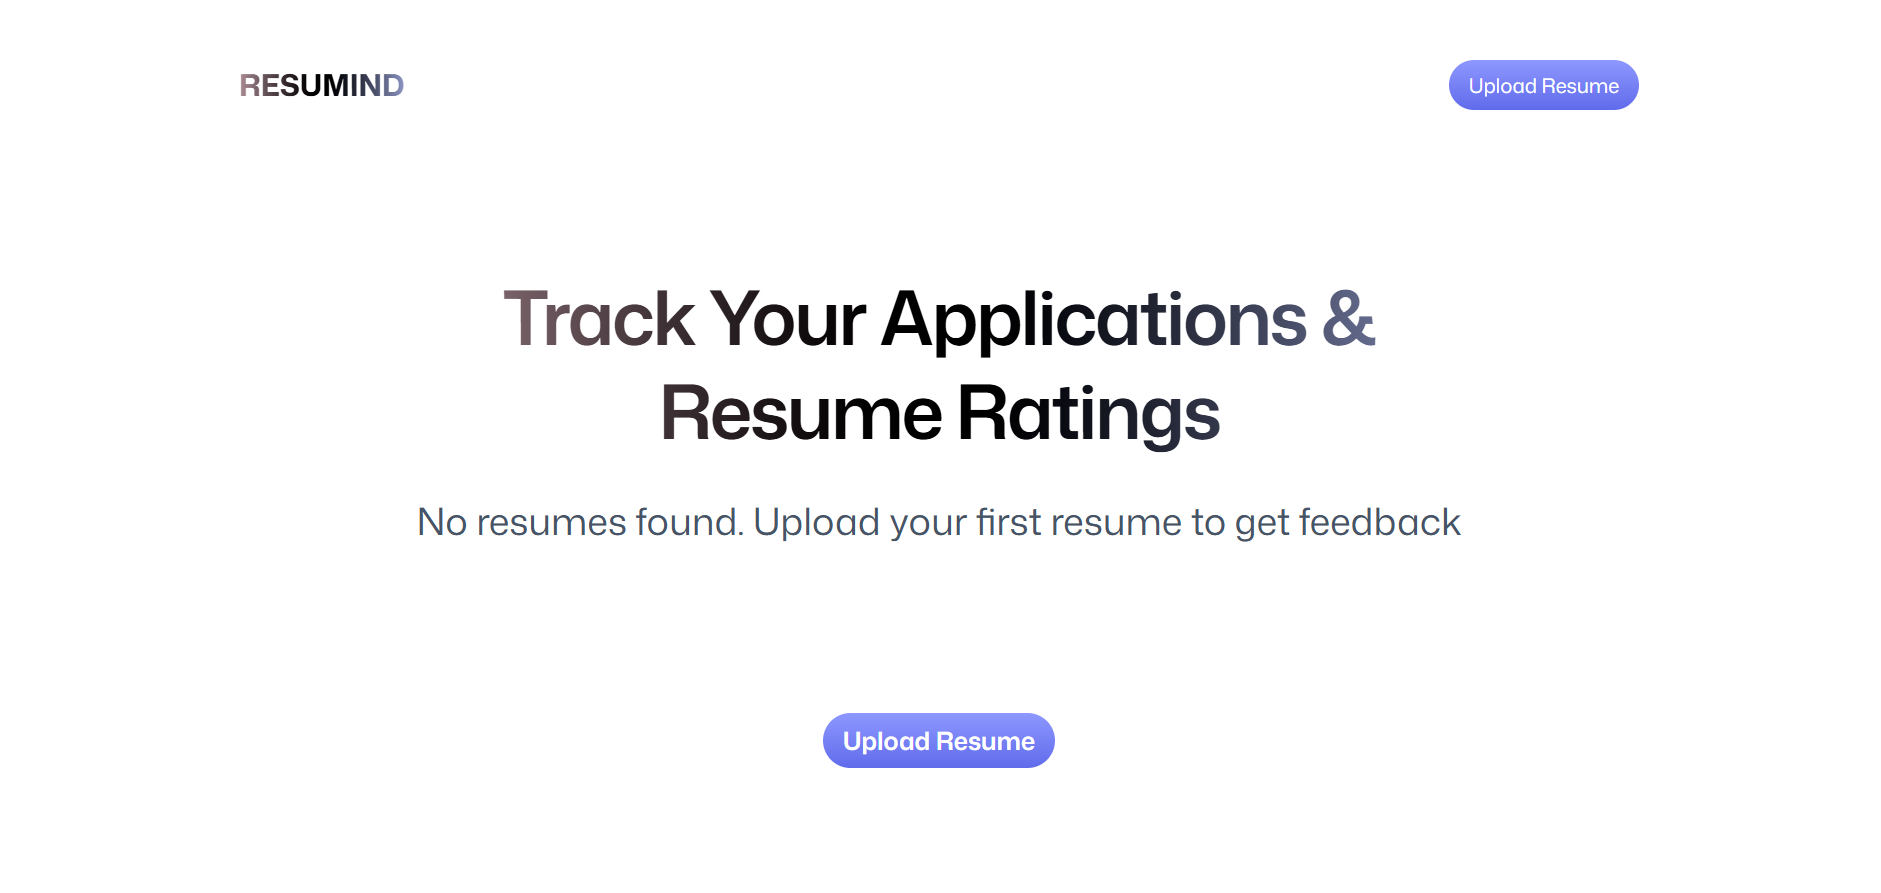 RESUMIND
Upload Resume
Track Your Applications &
Resume Ratings
No resumes found. Upload your first resume to get feedback
Upload Resume